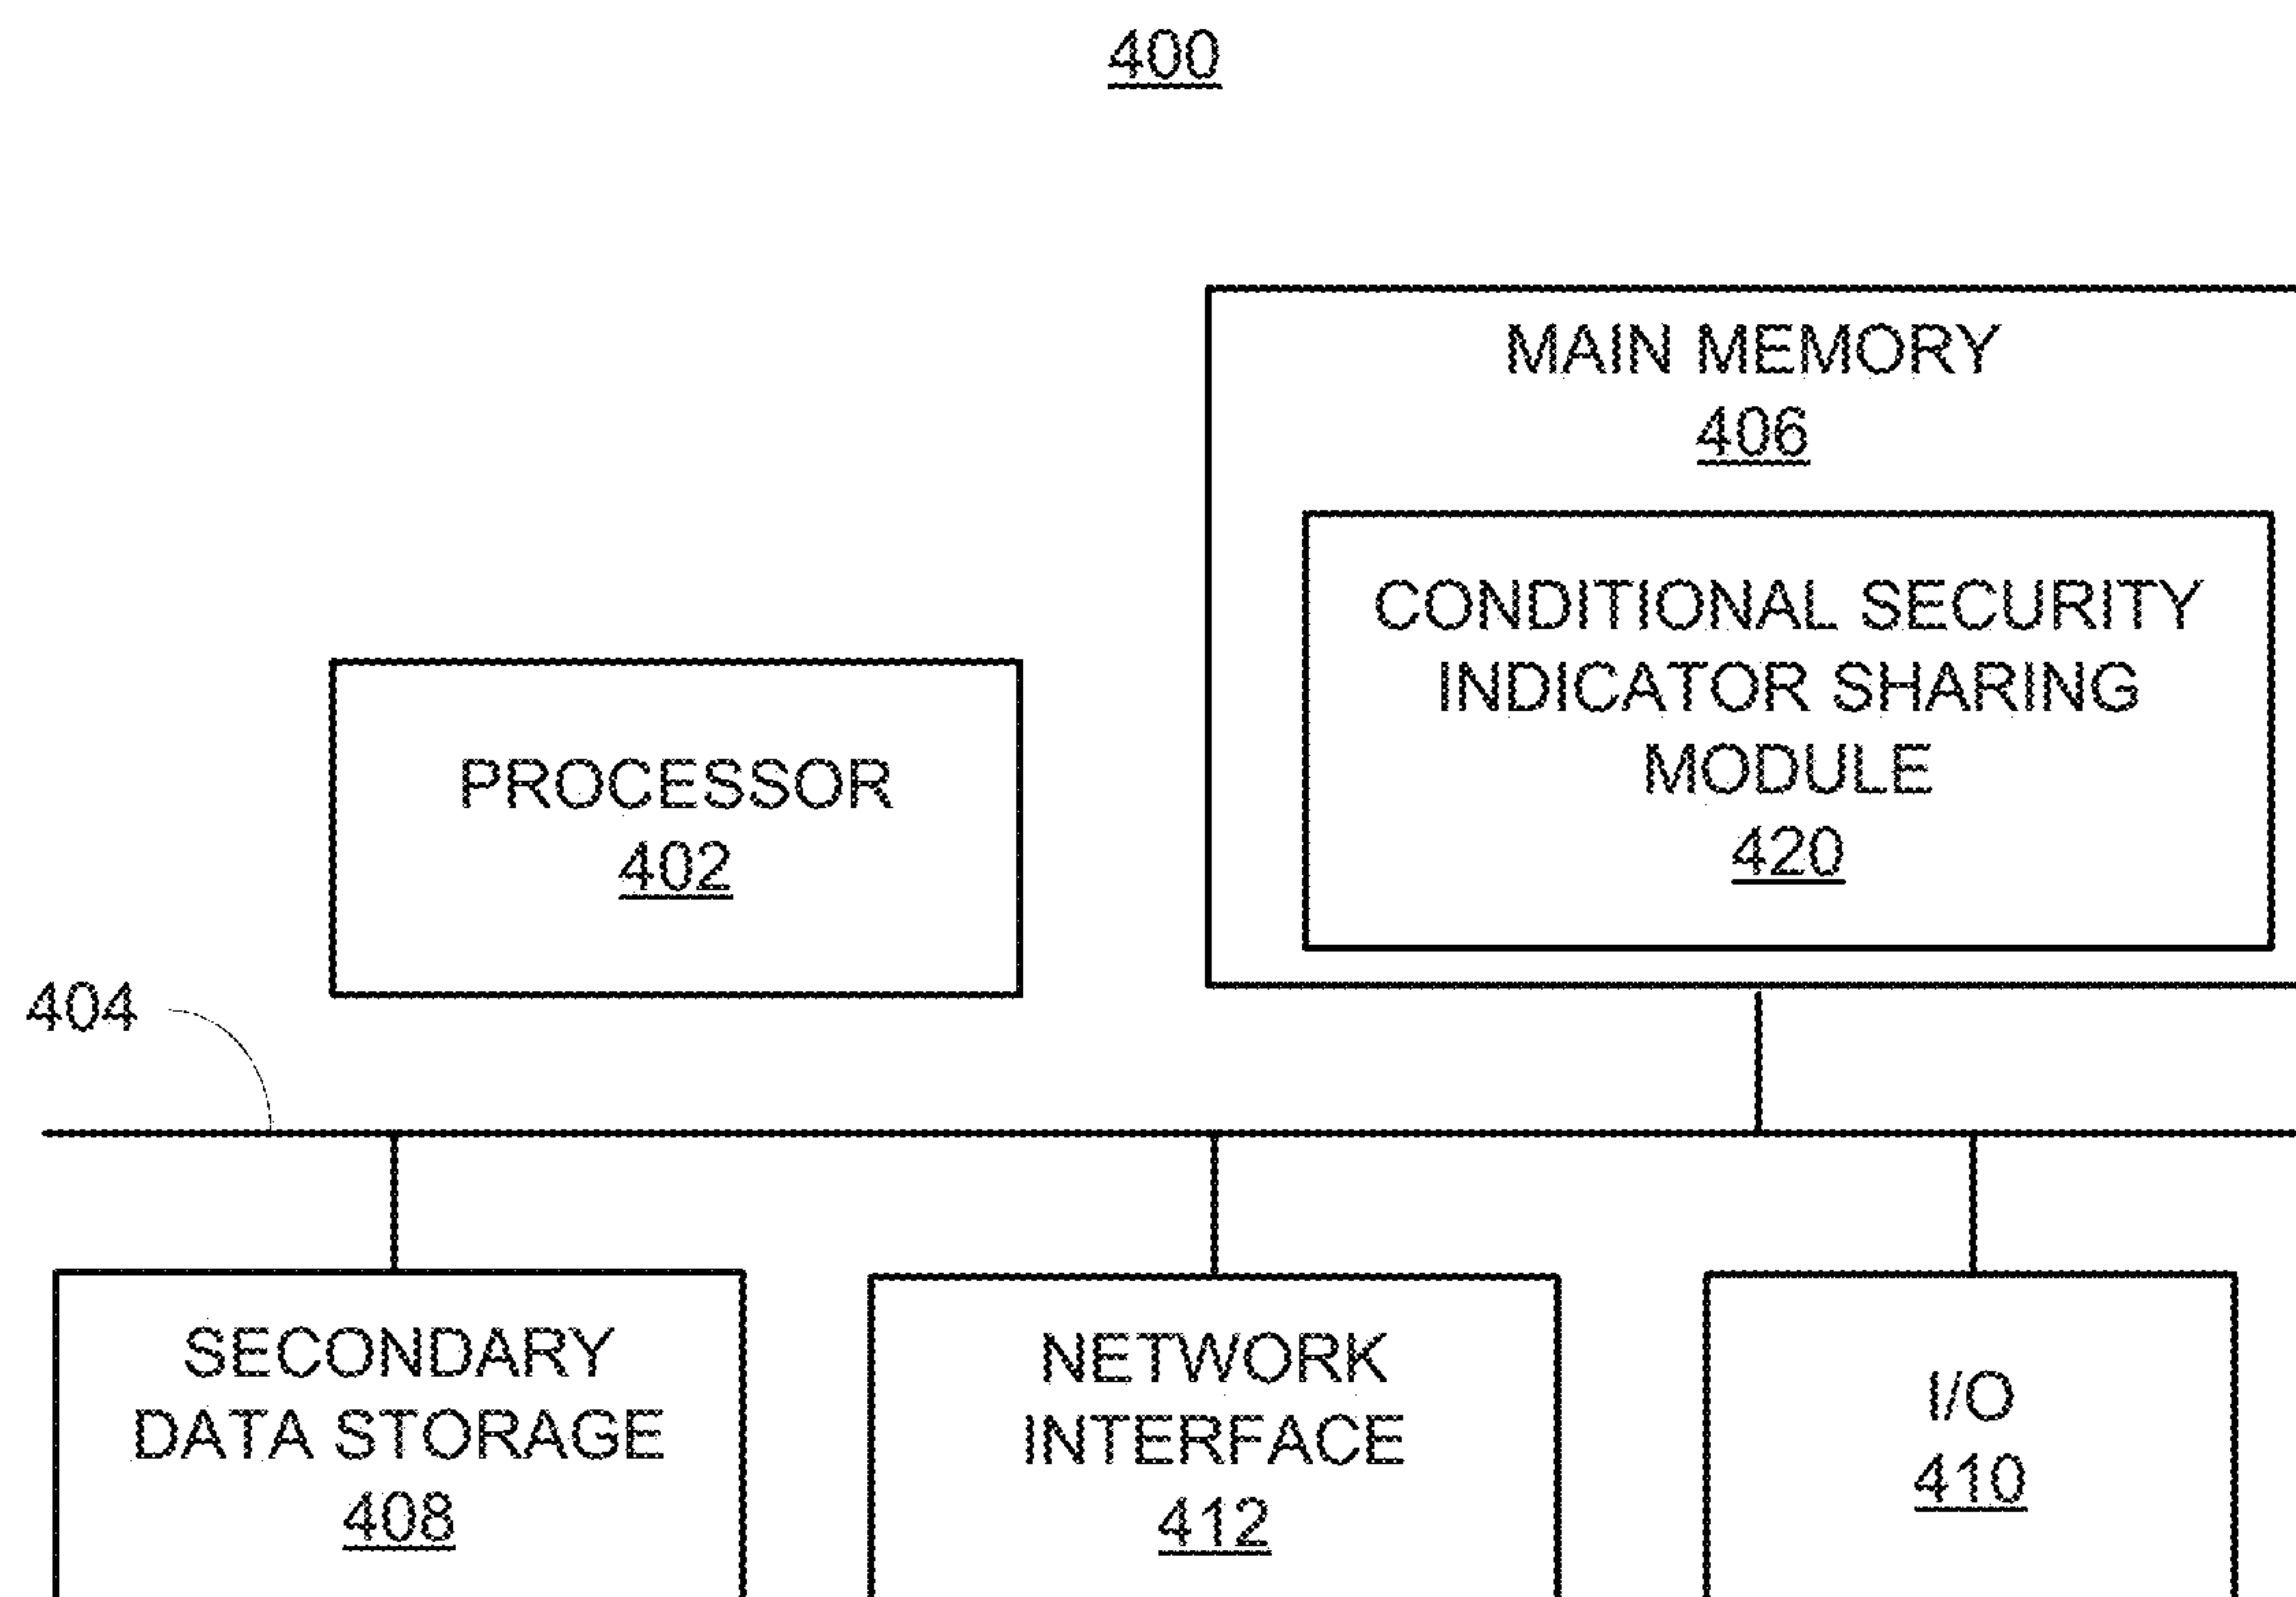 400
MAIN MEMORY
406
CONDITIONAL SECURITY
INDICATOR SHARING
MODULE
420
PROCESSOR
402
404
SECONDARY
DATA STORAGE
408
NETWORK
INTERFACE
412
I/O
410